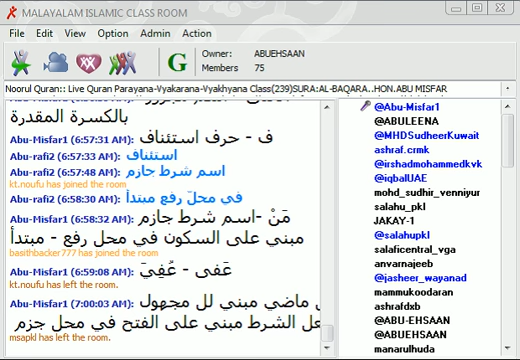 MALAYALAM ISLAMIC CLASS ROOM
File Edit View Option Admin Action
Owner: ABUEHSAAN
Members 75
G
Noorul Quran:: Live Quran Parayana-Vyakarana-Vyakhyana Class(239)SURA:AL-BAQARA..HON.ABU MISFAR
بالكسرة المقدرة
Abu-Misfar1 (6:57:31 AM): ف - حرف استئناف
Abu-rafi2 (6:57:33 AM): استئناف
Abu-rafi2 (6:57:48 AM): اسم شرط جازم
kt.noufu has joined the room
Abu-rafi2 (6:58:30 AM): في محلّ رفع مبتدأ
Abu-Misfar1 (6:58:32 AM): مَنْ -اسم شرط جازم
مبني على السكون في محل رفع - مبتدأ
basithbacker777 has joined the room
Abu-Misfar1 (6:59:08 AM): عَفى - عُفِيَ
kt.noufu has left the room.
Abu-Misfar1 (7:00:03 AM): ل ماضي مبني لل مجهول
عل الشرط مبني على الفتح في محل جزم
msapkl has left the room.
@Abu-Misfar1
@ABULEENA
@MHDSudheerKuwait
ashraf.crmk
@irshadmohammedkvk
@iqbalUAE
mohd_sudhir_venniyur
salahu_pkl
JAKAY-1
@salahupkl
salaficentral_vga
anvarnajeeb
@jasheer_wayanad
mammukoodaran
ashrafdxb
@ABU-EHSAAN
@ABUEHSAAN
manarulhuda